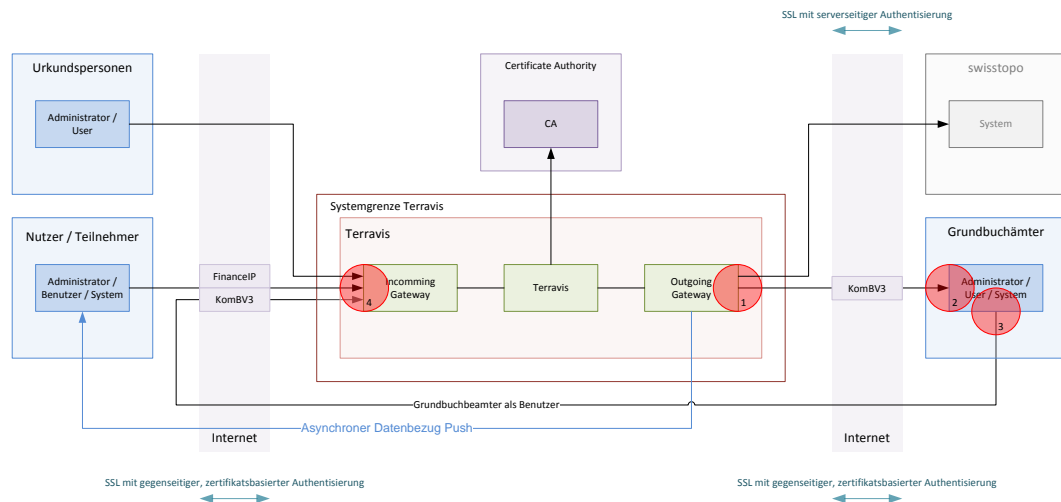 SSL mit serverseitiger Authentisierung
Urkundspersonen
Administrator /
User
Certificate Authority
CA
swisstopo
System
Systemgrenze Terravis
Terravis
Nutzer / Teilnehmer
Administrator /
Benutzer / System
FinanceIP
KomBV3
Incomming
Gateway
4
Terravis
Outgoing
Gateway
1
KomBV3
Grundbuchämter
Administrator /
User / System
2
3
Grundbuchbeamter als Benutzer
Asynchroner Datenbezug Push
Internet
Internet
SSL mit gegenseitiger, zertifikatsbasierter Authentisierung
SSL mit gegenseitiger, zertifikatsbasierter Authentisierung